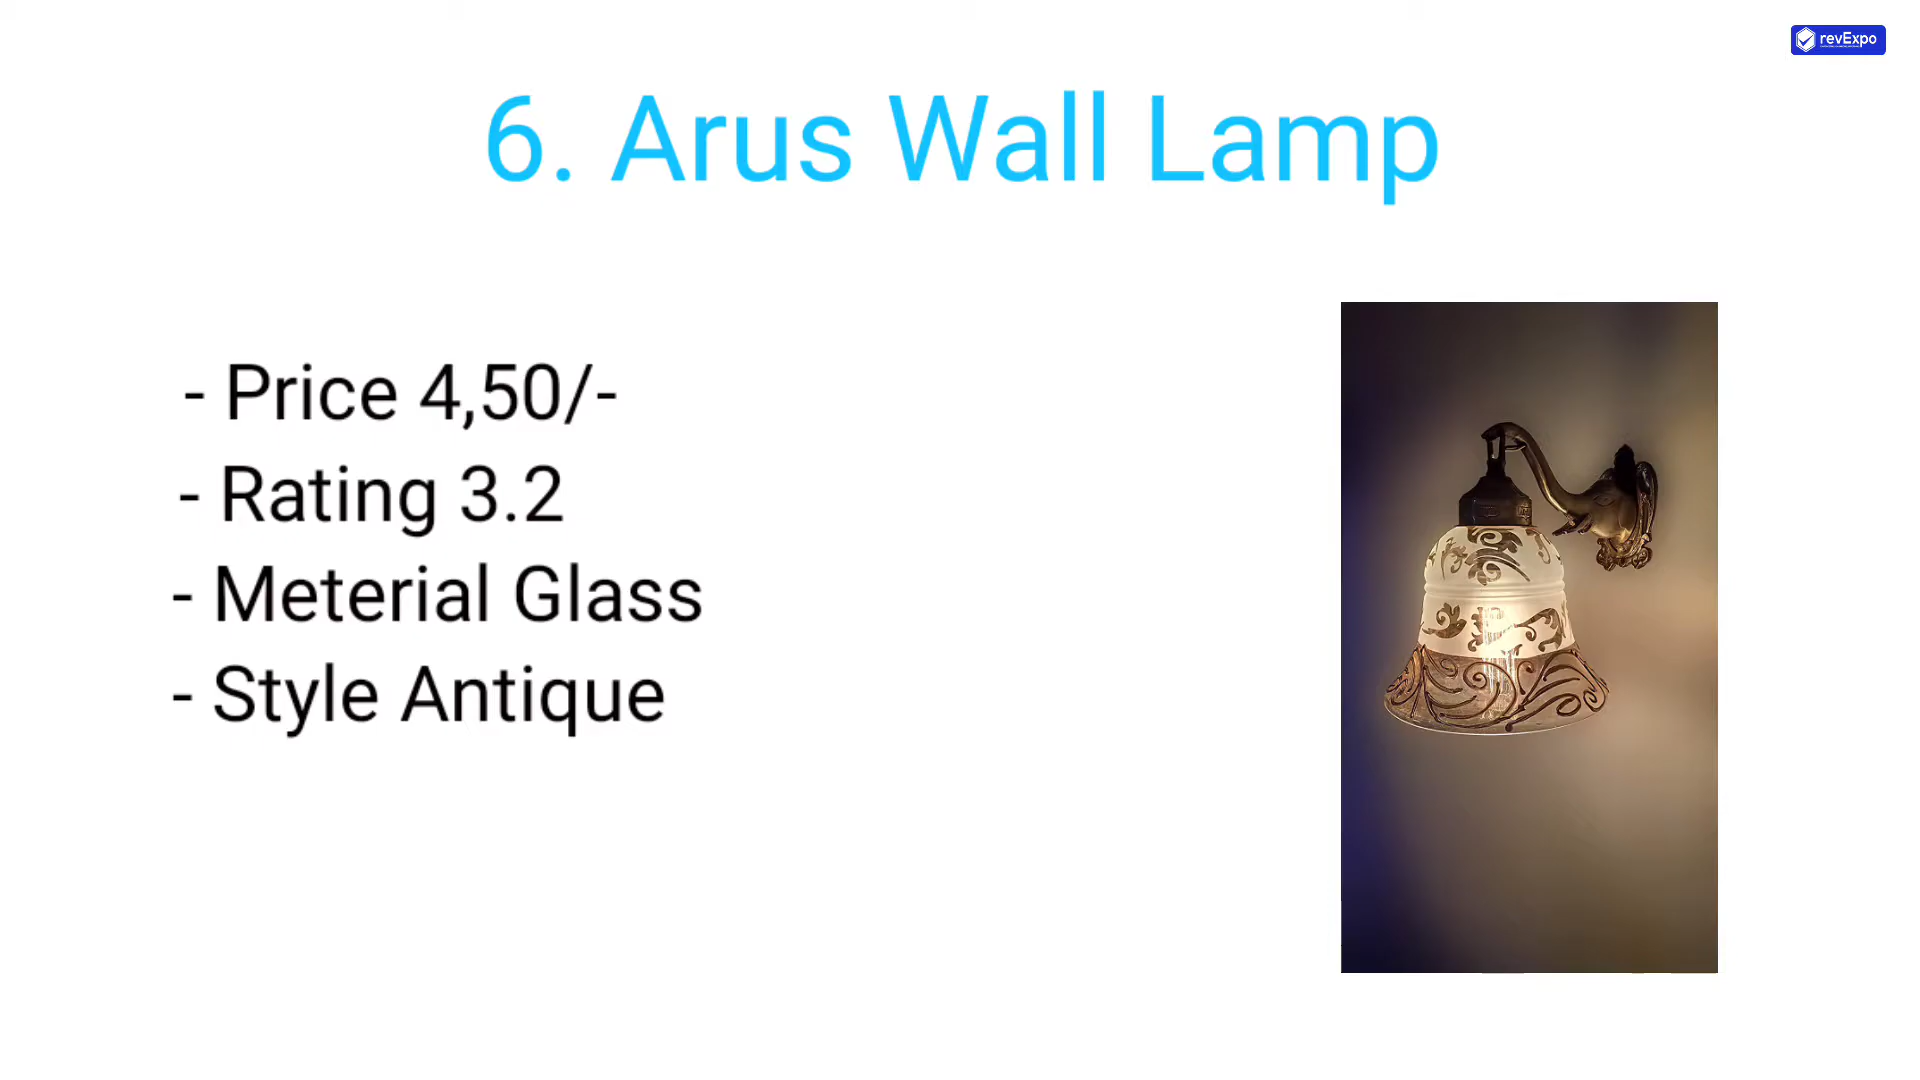 revExpo
6. Arus Wall Lamp
- Price 4,50/-
- Rating 3.2
- Meterial Glass
- Style Antique